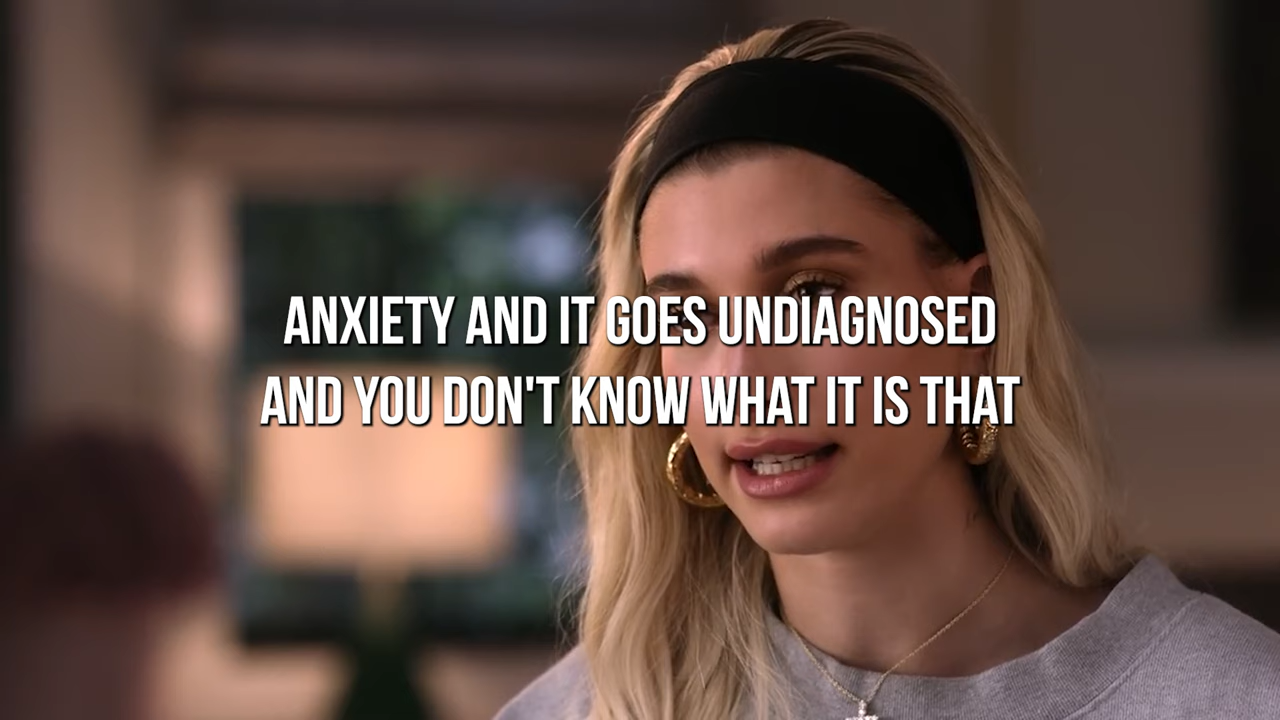 ANXIETY AND IT GOES UNDIAGNOSED
AND YOU DON'T KNOW WHAT IT IS THAT